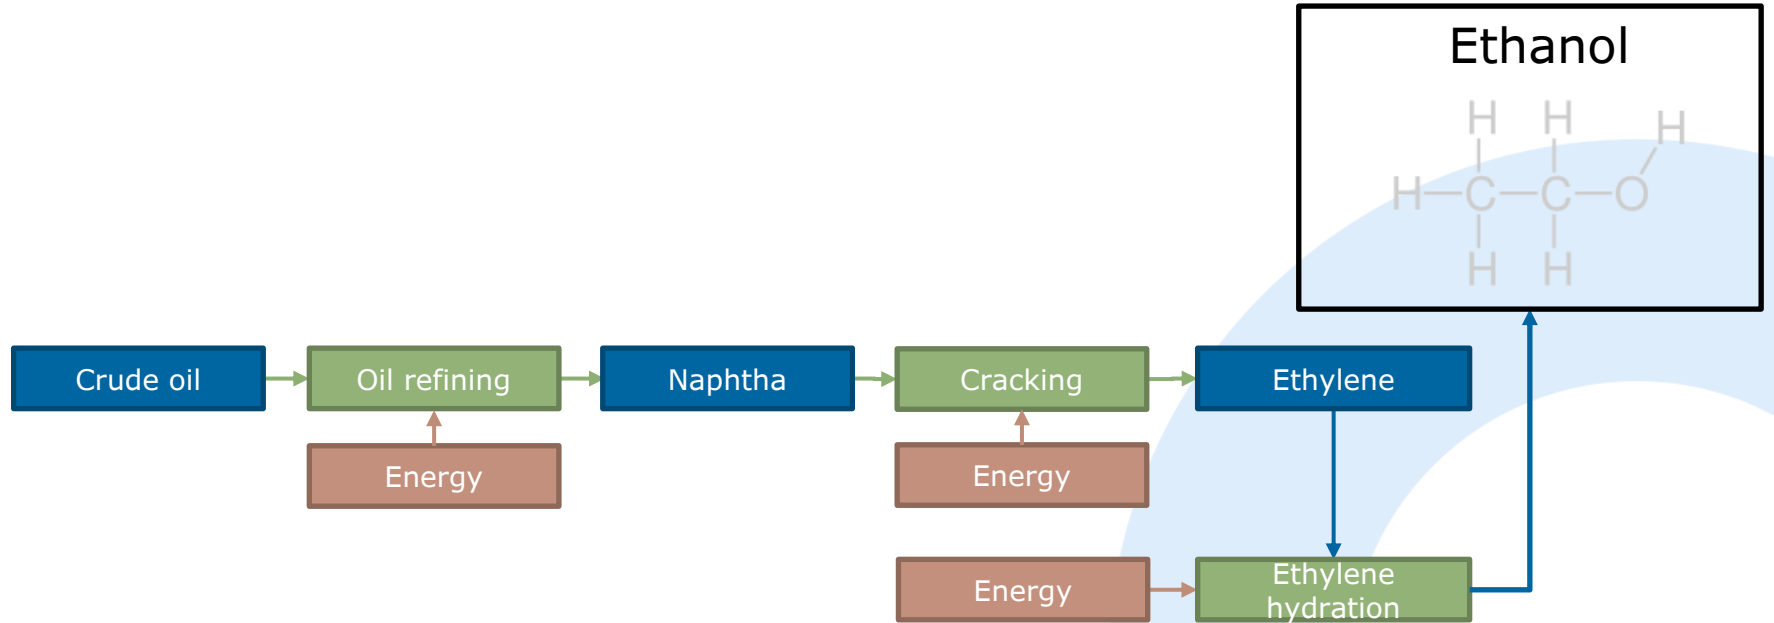 Ethanol
H H H
H C C O
H H
Crude oil
Oil refining
Naphtha
Cracking
Ethylene
Energy
Energy
Energy
Ethylene
hydration